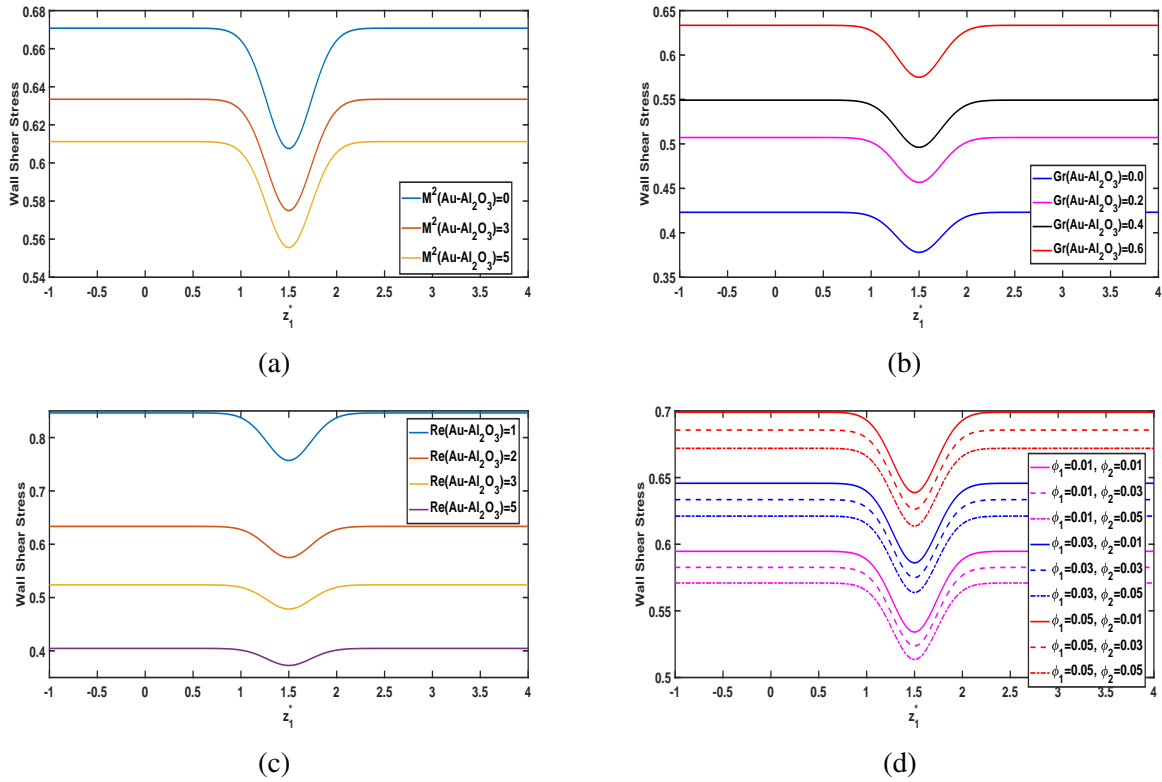 0.68
0.66
0.64
0.62
0.6
0.58
0.56
0.54
Wall Shear Stress
M²(Au-Al₂O₃)=0
M²(Au-Al₂O₃)=3
M²(Au-Al₂O₃)=5
-1 -0.5 0 0.5 1 1.5 2 2.5 3 3.5 4
z₁*
(a)
0.65
0.6
0.55
0.5
0.45
0.4
0.35
Wall Shear Stress
Gr(Au-Al₂O₃)=0.0
Gr(Au-Al₂O₃)=0.2
Gr(Au-Al₂O₃)=0.4
Gr(Au-Al₂O₃)=0.6
-1 -0.5 0 0.5 1 1.5 2 2.5 3 3.5 4
z₁*
(b)
0.8
0.7
0.6
0.5
0.4
Wall Shear Stress
Re(Au-Al₂O₃)=1
Re(Au-Al₂O₃)=2
Re(Au-Al₂O₃)=3
Re(Au-Al₂O₃)=5
-1 -0.5 0 0.5 1 1.5 2 2.5 3 3.5 4
z₁*
(c)
0.7
0.65
0.6
0.55
0.5
Wall Shear Stress
ϕ₁=0.01, ϕ₂=0.01
ϕ₁=0.01, ϕ₂=0.03
ϕ₁=0.01, ϕ₂=0.05
ϕ₁=0.03, ϕ₂=0.01
ϕ₁=0.03, ϕ₂=0.03
ϕ₁=0.03, ϕ₂=0.05
ϕ₁=0.05, ϕ₂=0.01
ϕ₁=0.05, ϕ₂=0.03
ϕ₁=0.05, ϕ₂=0.05
-1 -0.5 0 0.5 1 1.5 2 2.5 3 3.5 4
z₁*
(d)